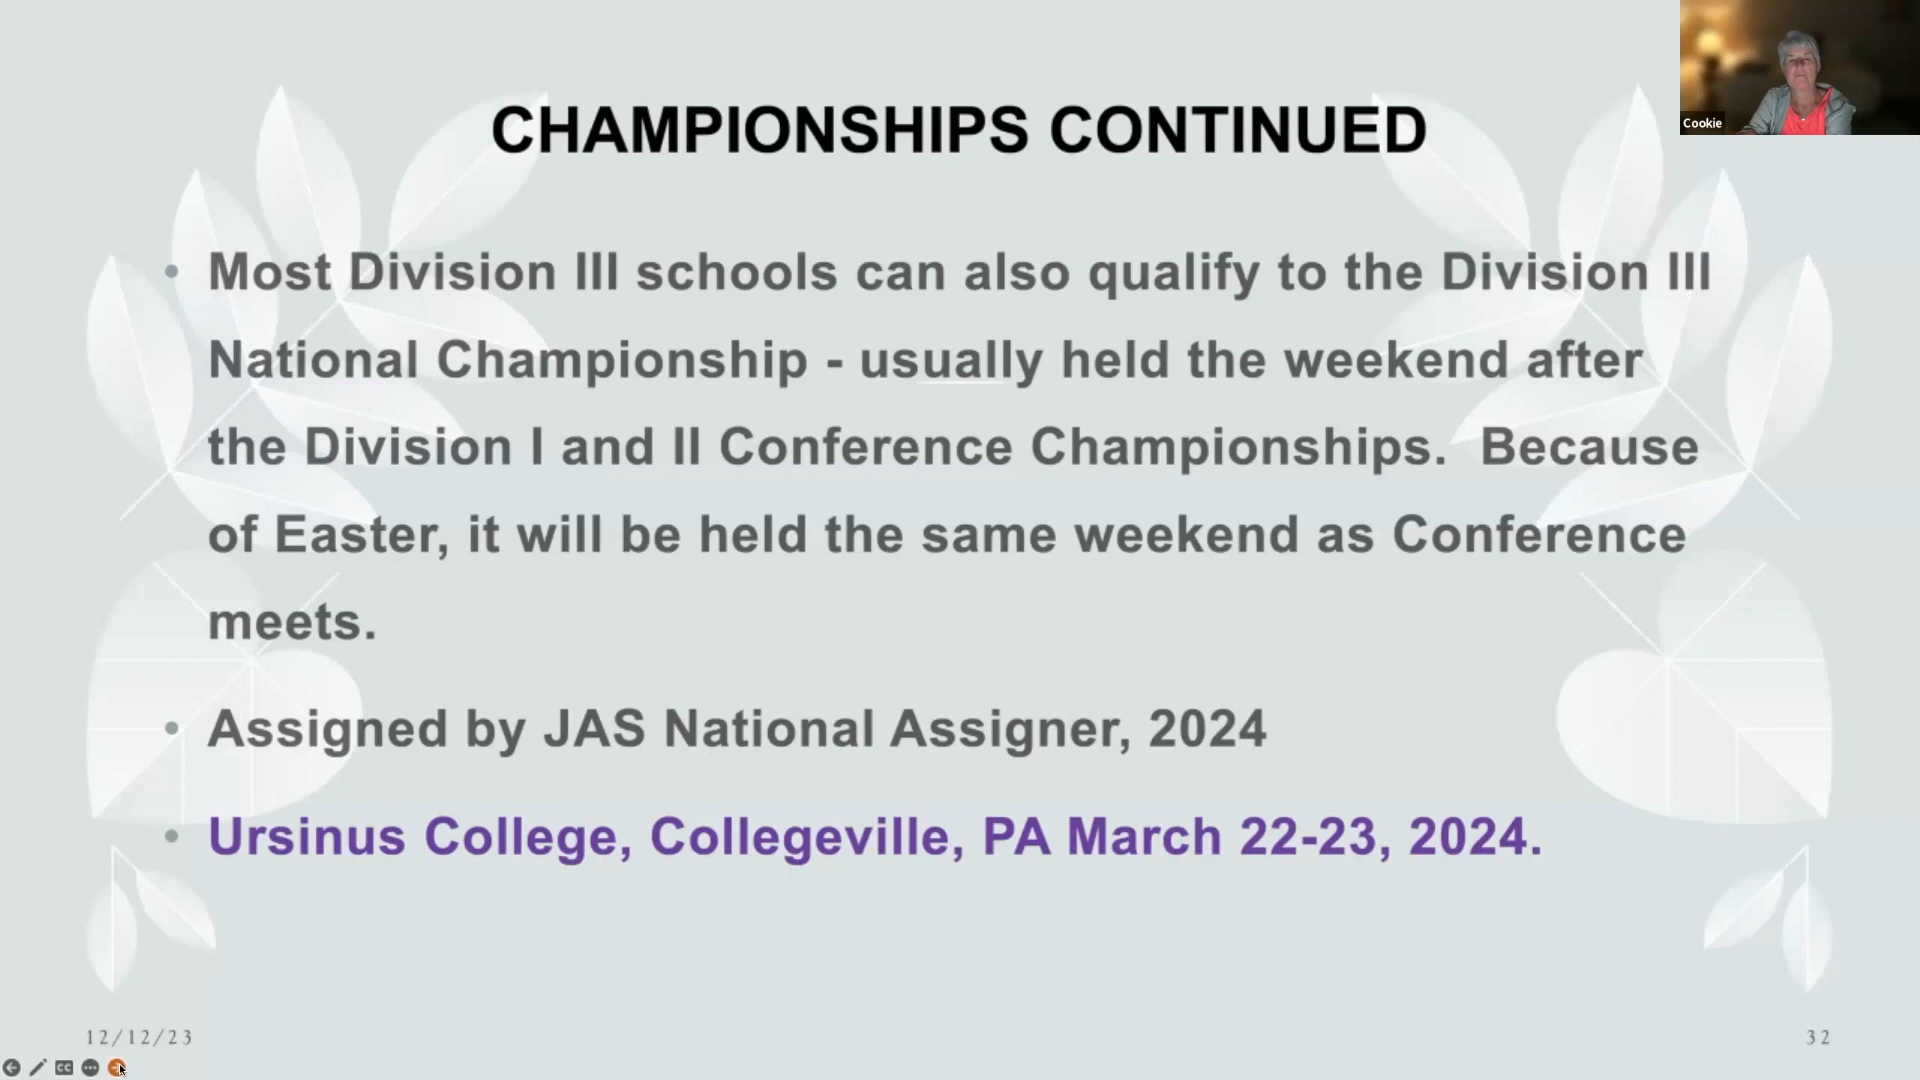 CHAMPIONSHIPS CONTINUED
Cookie
• Most Division III schools can also qualify to the Division III
National Championship - usually held the weekend after
the Division I and II Conference Championships.  Because
of Easter, it will be held the same weekend as Conference
meets.
• Assigned by JAS National Assigner, 2024
• Ursinus College, Collegeville, PA March 22-23, 2024.
12/12/23
32
CC